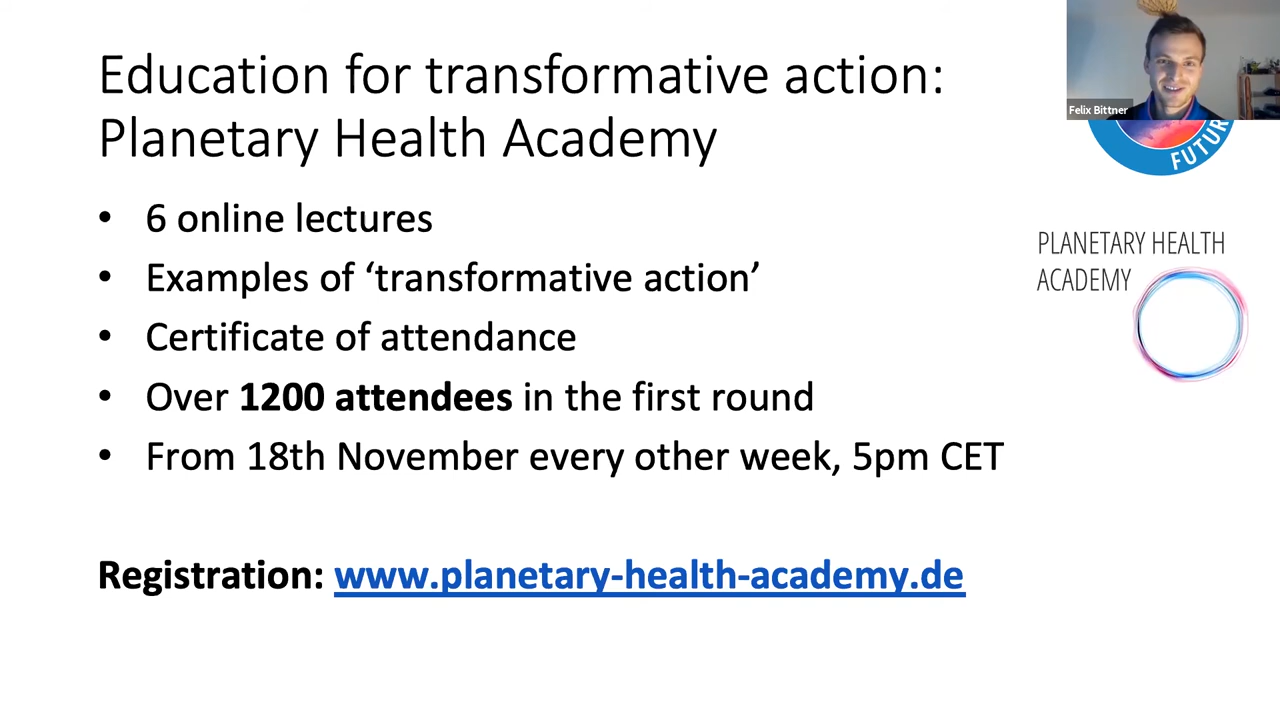 Education for transformative action:
Planetary Health Academy
• 6 online lectures
• Examples of ‘transformative action’
• Certificate of attendance
• Over 1200 attendees in the first round
• From 18th November every other week, 5pm CET
Registration: www.planetary-health-academy.de
Felix Bittner
FUTUR
PLANETARY HEALTH
ACADEMY